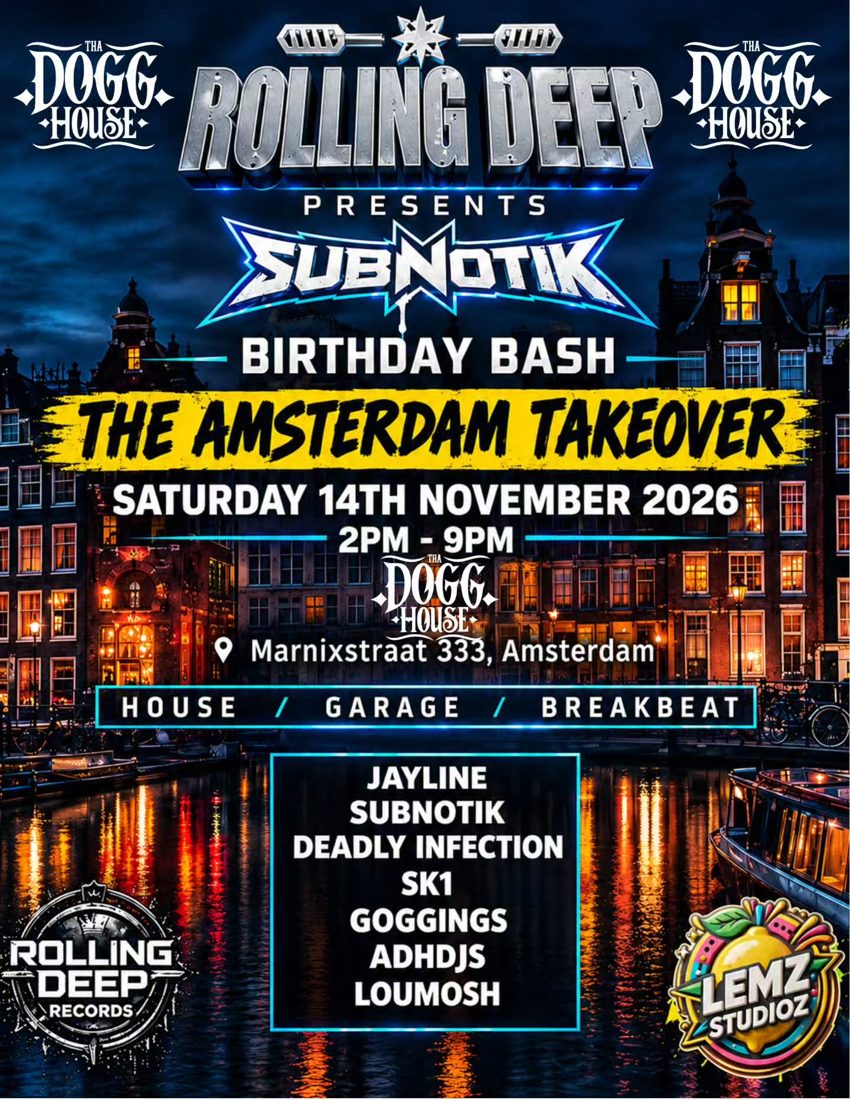 THA
DOGG
HOUSE
THA
DOGG
HOUSE
ROLLING DEEP
PRESENTS
SUBNOTIK
BIRTHDAY BASH
THE AMSTERDAM TAKEOVER
SATURDAY 14TH NOVEMBER 2026
2PM - 9PM
THA
DOGG
HOUSE
Marnixstraat 333, Amsterdam
HOUSE / GARAGE / BREAKBEAT
JAYLINE
SUBNOTIK
DEADLY INFECTION
SK1
GOGGINGS
ADHDJS
LOUMOSH
ROLLING
DEEP
RECORDS
LEMZ
STUDIOZ